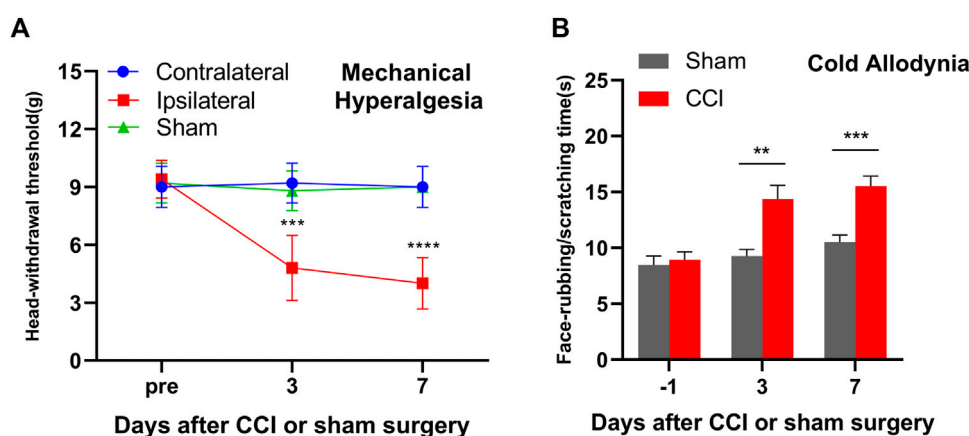 A
Head-withdrawal threshold(g)
15
12
9
6
3
0
Contralateral
Ipsilateral
Sham
Mechanical
Hyperalgesia
***
****
pre
3
7
Days after CCI or sham surgery
B
Face-rubbing/scratching time(s)
25
20
15
10
5
0
Sham
CCI
Cold Allodynia
**
***
-1
3
7
Days after CCI or sham surgery